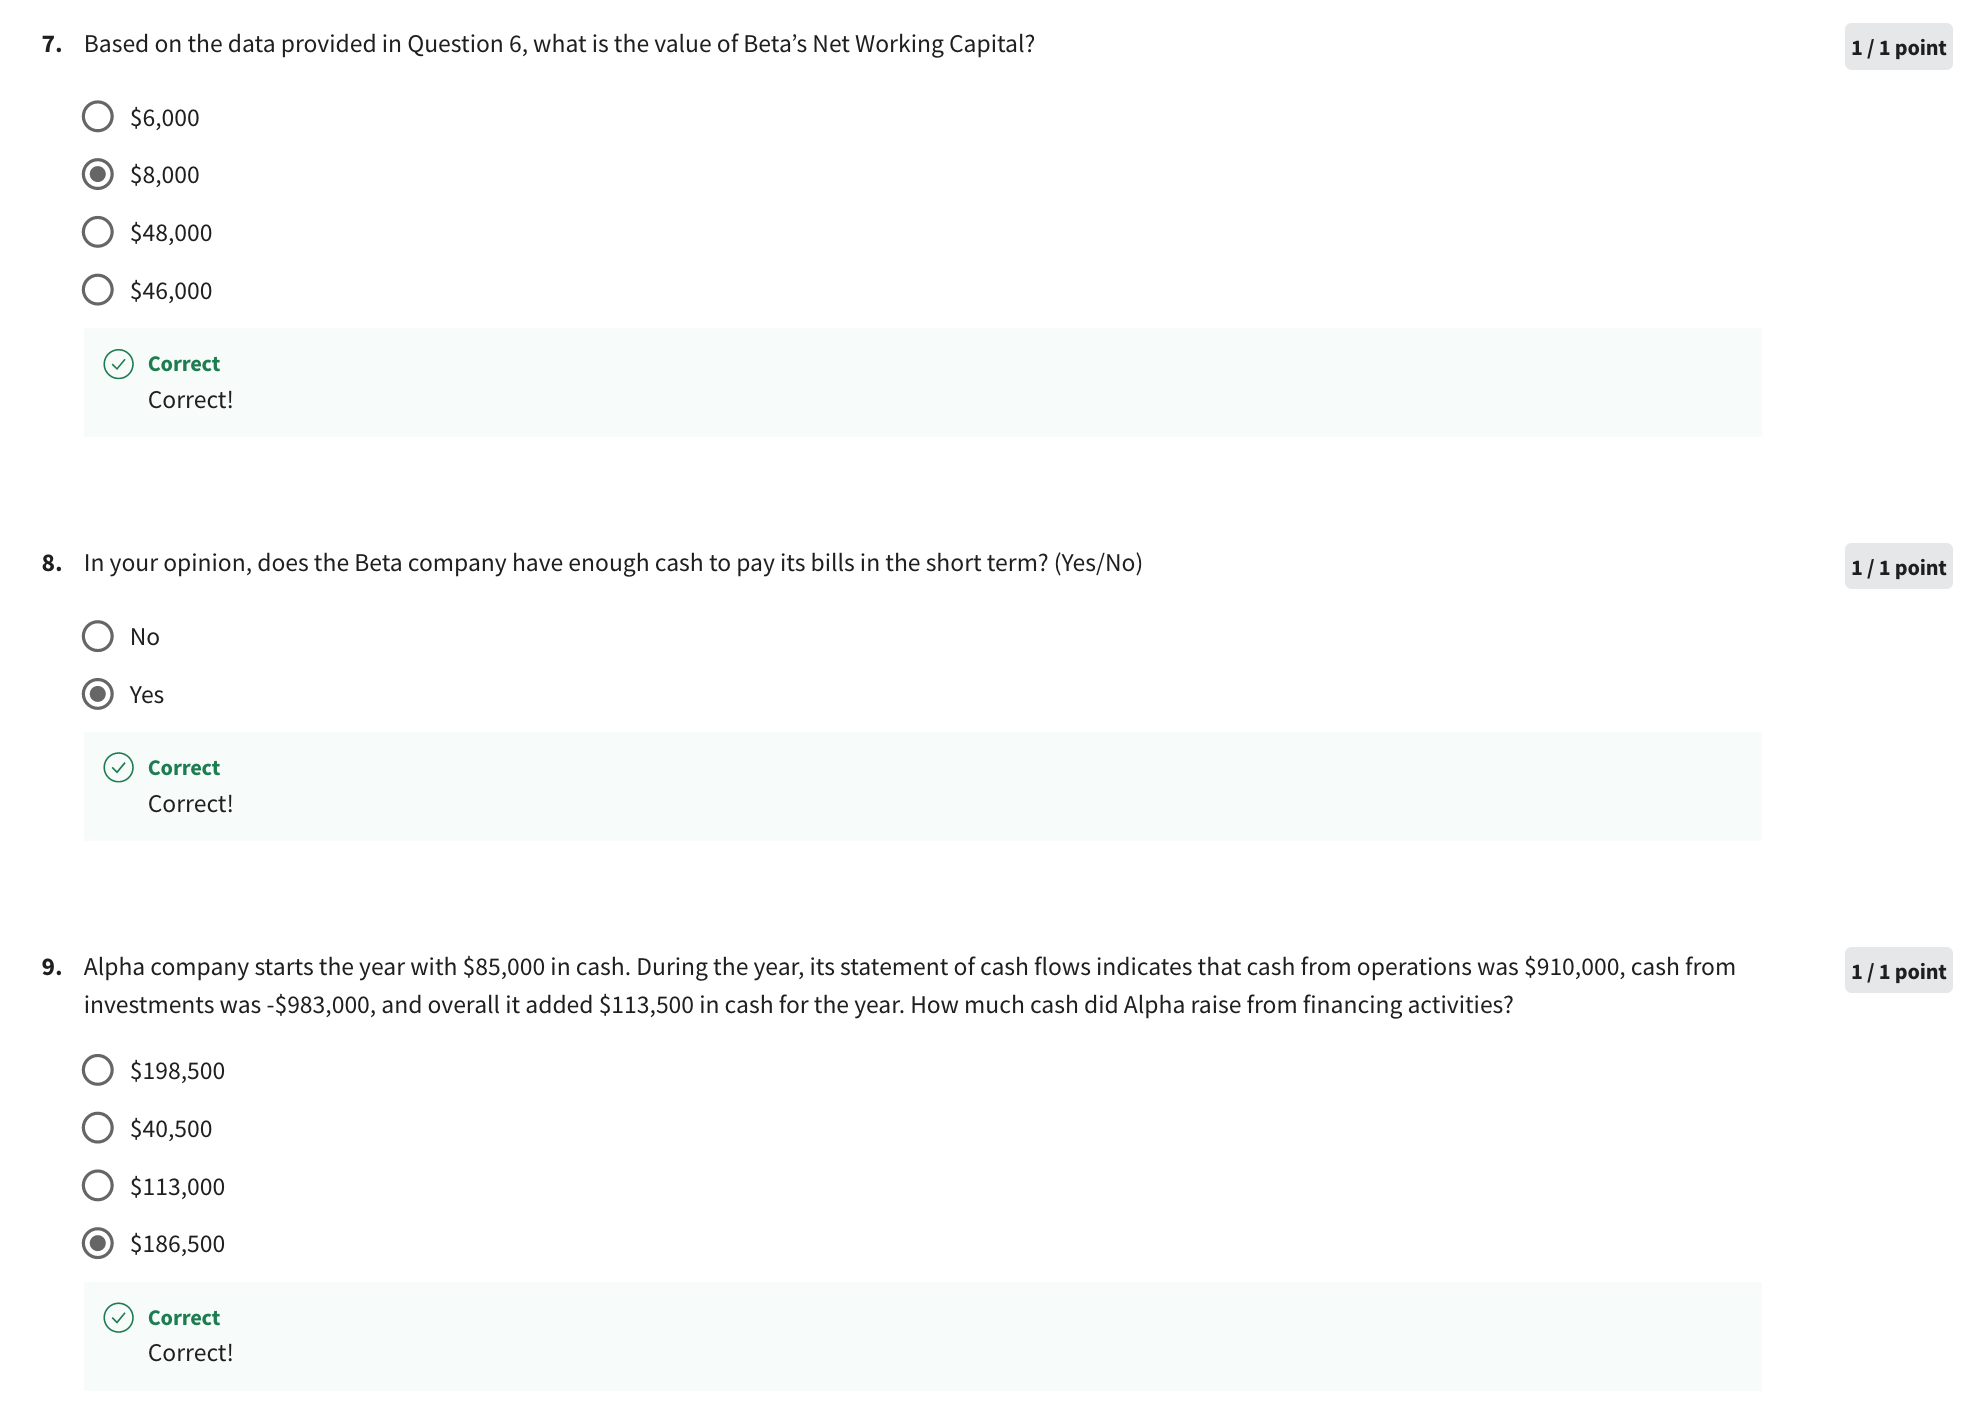 7. Based on the data provided in Question 6, what is the value of Beta’s Net Working Capital?
1 / 1 point
$6,000
$8,000
$48,000
$46,000
Correct
Correct!
8. In your opinion, does the Beta company have enough cash to pay its bills in the short term? (Yes/No)
1 / 1 point
No
Yes
Correct
Correct!
9. Alpha company starts the year with $85,000 in cash. During the year, its statement of cash flows indicates that cash from operations was $910,000, cash from
investments was -$983,000, and overall it added $113,500 in cash for the year. How much cash did Alpha raise from financing activities?
1 / 1 point
$198,500
$40,500
$113,000
$186,500
Correct
Correct!